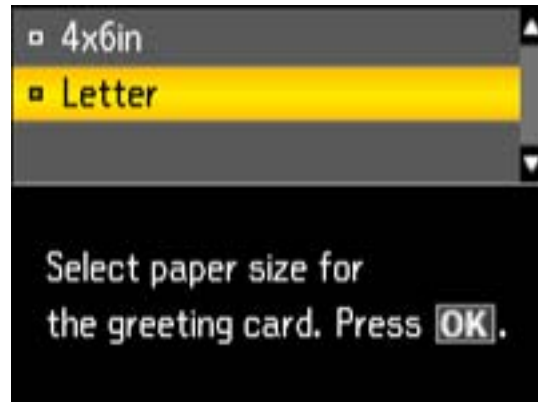 4x6in
Letter
Select paper size for
the greeting card. Press OK.